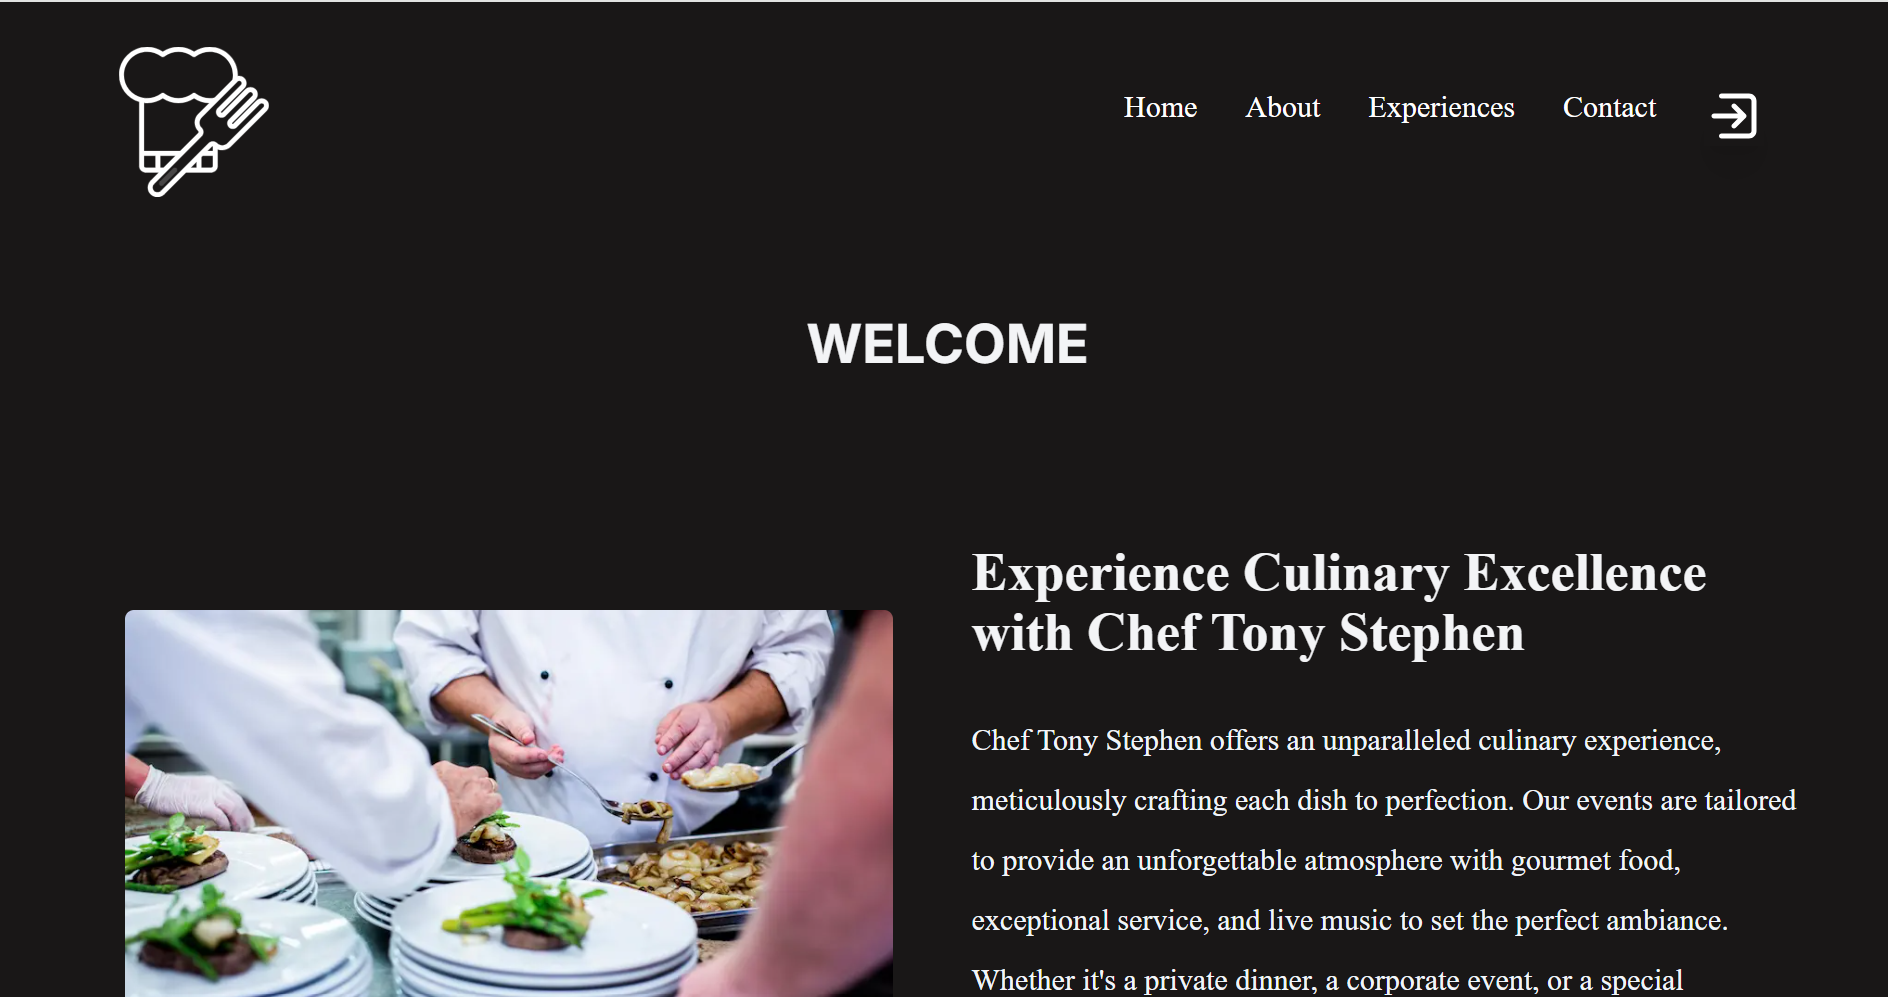 Home About Experiences Contact
WELCOME
Experience Culinary Excellence
with Chef Tony Stephen
Chef Tony Stephen offers an unparalleled culinary experience,
meticulously crafting each dish to perfection. Our events are tailored
to provide an unforgettable atmosphere with gourmet food,
exceptional service, and live music to set the perfect ambiance.
Whether it's a private dinner, a corporate event, or a special